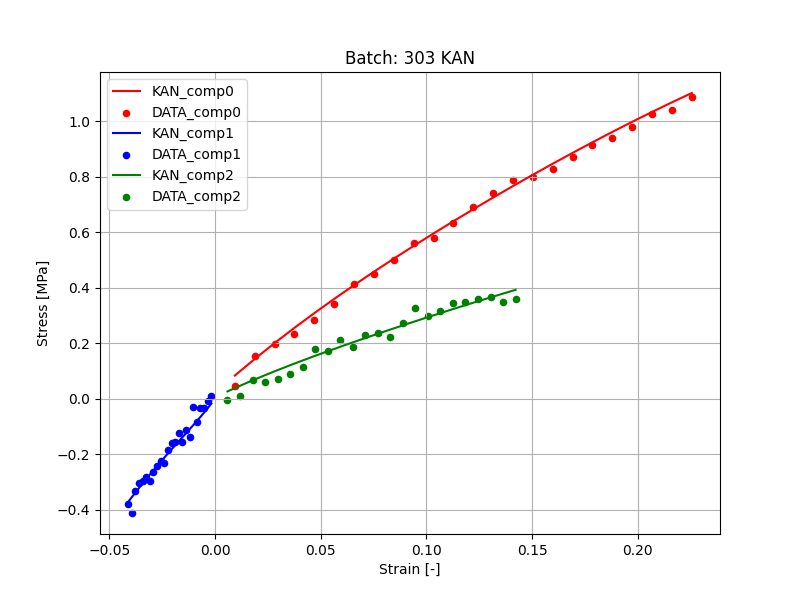 Batch: 303 KAN
KAN_comp0
DATA_comp0
KAN_comp1
DATA_comp1
KAN_comp2
DATA_comp2
1.0
0.8
0.6
0.4
0.2
0.0
−0.2
−0.4
Stress [MPa]
−0.05
0.00
0.05
0.10
0.15
0.20
Strain [-]